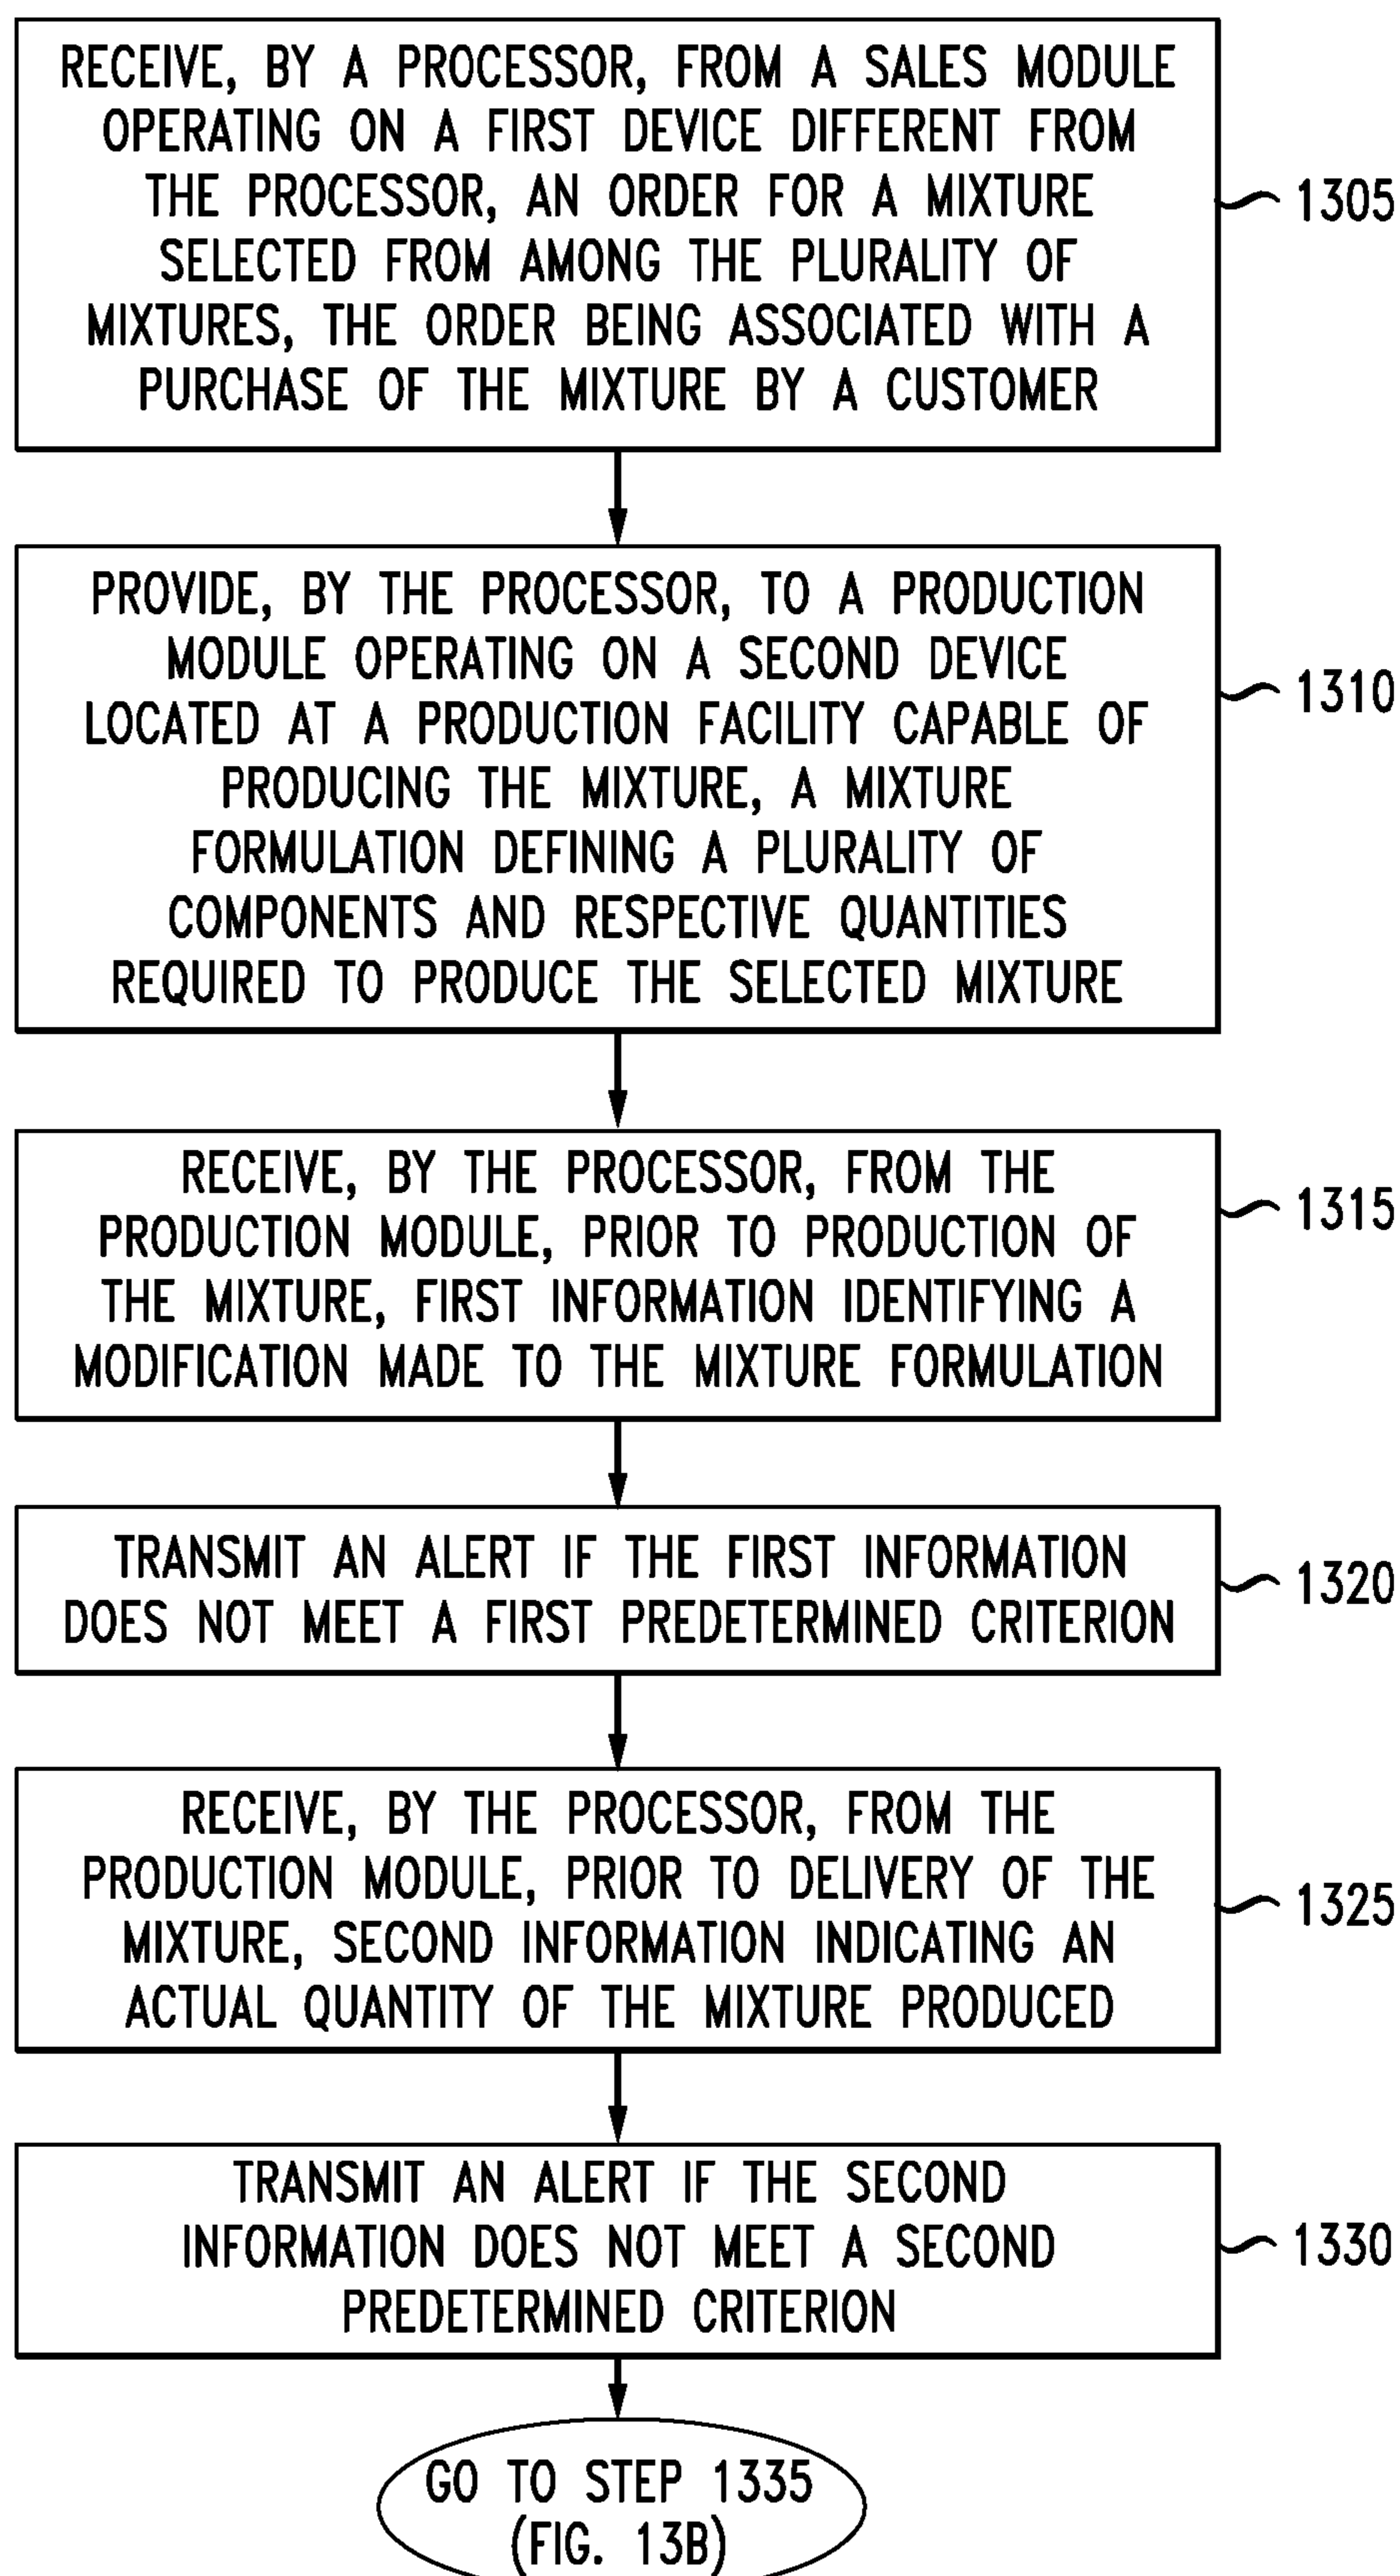 RECEIVE, BY A PROCESSOR, FROM A SALES MODULE
OPERATING ON A FIRST DEVICE DIFFERENT FROM
THE PROCESSOR, AN ORDER FOR A MIXTURE
SELECTED FROM AMONG THE PLURALITY OF
MIXTURES, THE ORDER BEING ASSOCIATED WITH A
PURCHASE OF THE MIXTURE BY A CUSTOMER
1305
PROVIDE, BY THE PROCESSOR, TO A PRODUCTION
MODULE OPERATING ON A SECOND DEVICE
LOCATED AT A PRODUCTION FACILITY CAPABLE OF
PRODUCING THE MIXTURE, A MIXTURE
FORMULATION DEFINING A PLURALITY OF
COMPONENTS AND RESPECTIVE QUANTITIES
REQUIRED TO PRODUCE THE SELECTED MIXTURE
1310
RECEIVE, BY THE PROCESSOR, FROM THE
PRODUCTION MODULE, PRIOR TO PRODUCTION OF
THE MIXTURE, FIRST INFORMATION IDENTIFYING A
MODIFICATION MADE TO THE MIXTURE FORMULATION
1315
TRANSMIT AN ALERT IF THE FIRST INFORMATION
DOES NOT MEET A FIRST PREDETERMINED CRITERION
1320
RECEIVE, BY THE PROCESSOR, FROM THE
PRODUCTION MODULE, PRIOR TO DELIVERY OF THE
MIXTURE, SECOND INFORMATION INDICATING AN
ACTUAL QUANTITY OF THE MIXTURE PRODUCED
1325
TRANSMIT AN ALERT IF THE SECOND
INFORMATION DOES NOT MEET A SECOND
PREDETERMINED CRITERION
1330
GO TO STEP 1335
(FIG. 13B)